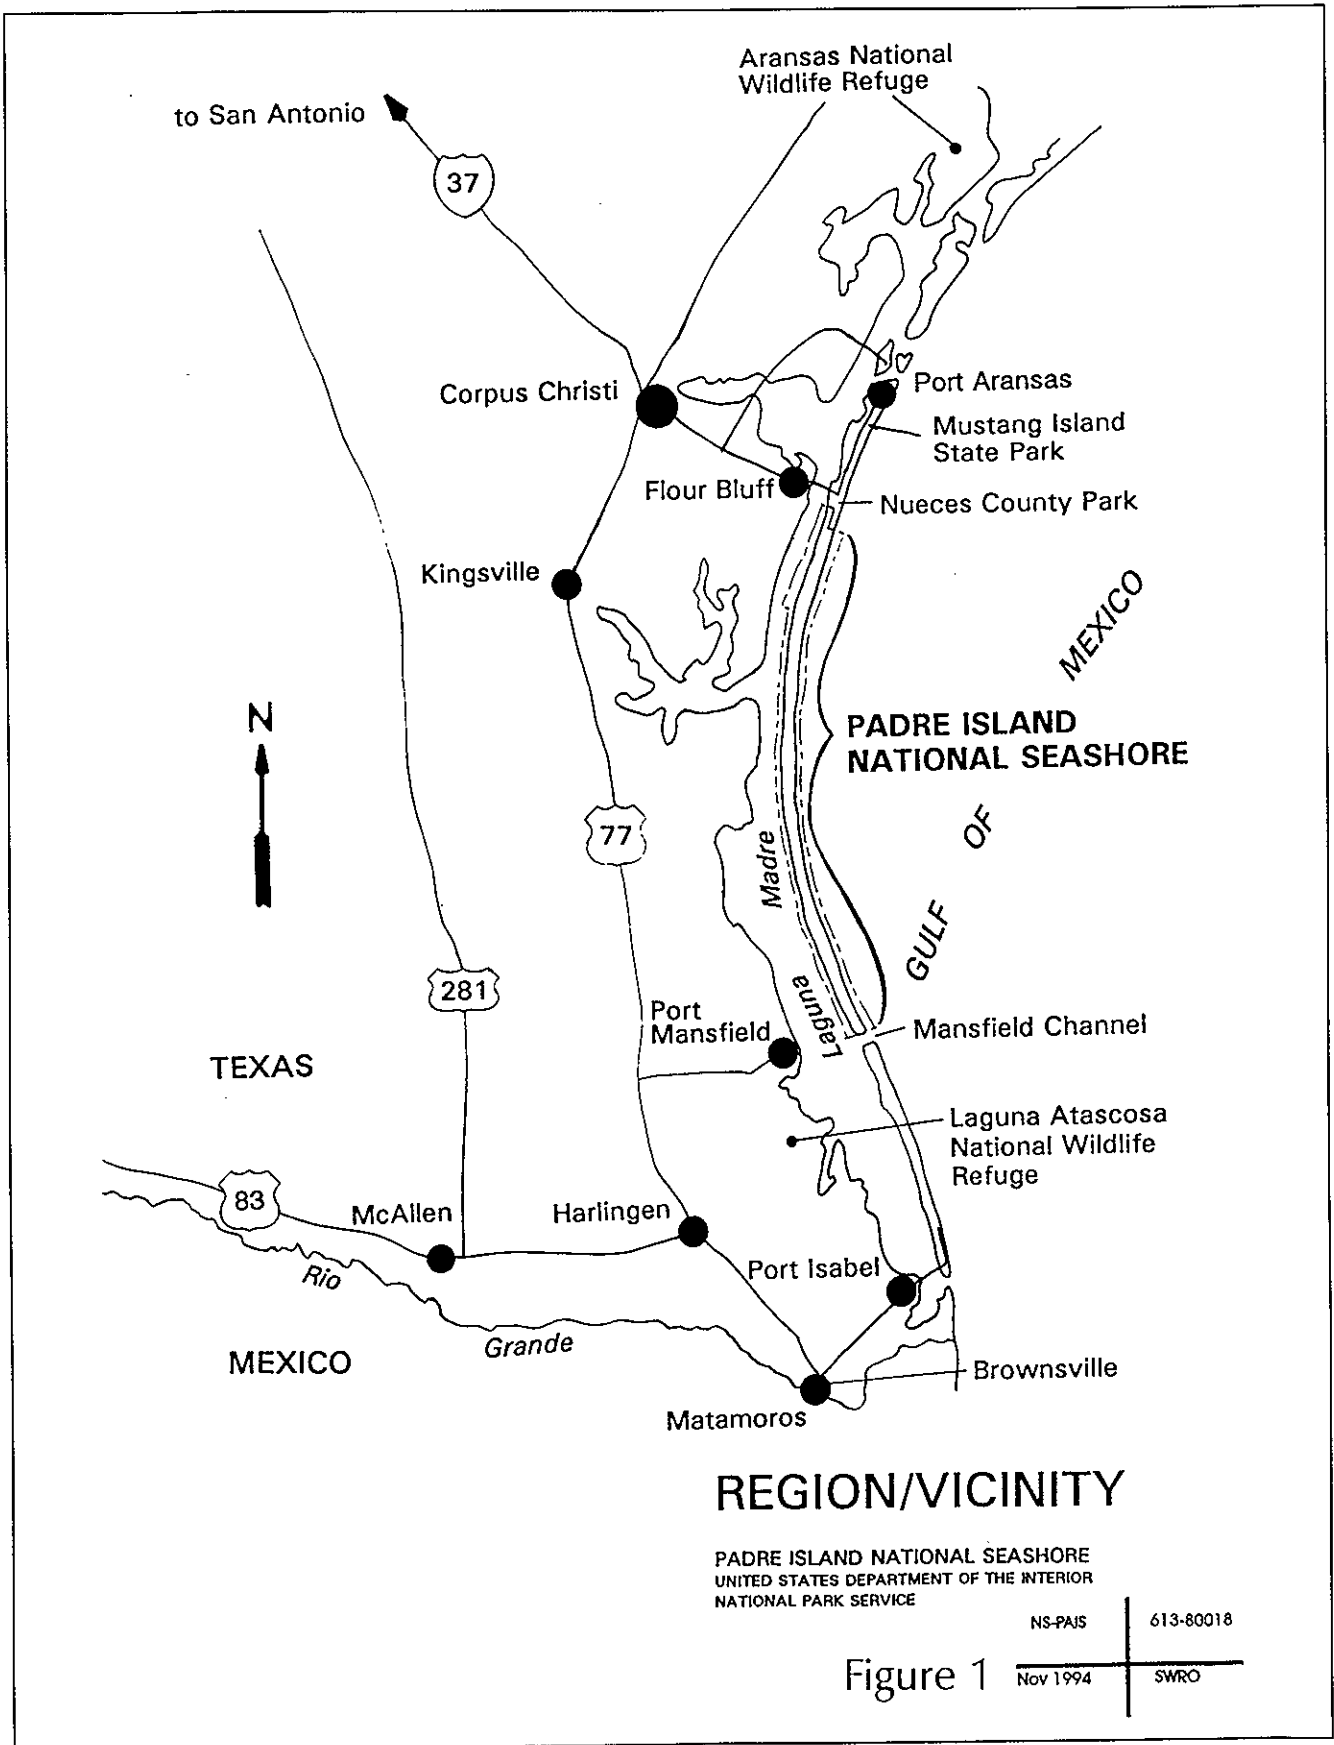 Aransas National
Wildlife Refuge
to San Antonio
37
Corpus Christi
Port Aransas
Mustang Island
State Park
Flour Bluff
Nueces County Park
Kingsville
MEXICO
OF
GULF
N
PADRE ISLAND
NATIONAL SEASHORE
77
Madre
Laguna
281
Port
Mansfield
Mansfield Channel
TEXAS
Laguna Atascosa
National Wildlife
Refuge
83
McAllen
Harlingen
Port Isabel
Rio
Grande
MEXICO
Brownsville
Matamoros
REGION/VICINITY
PADRE ISLAND NATIONAL SEASHORE
UNITED STATES DEPARTMENT OF THE INTERIOR
NATIONAL PARK SERVICE
NS-PAIS
613-80018
Figure 1
Nov 1994
SWRO